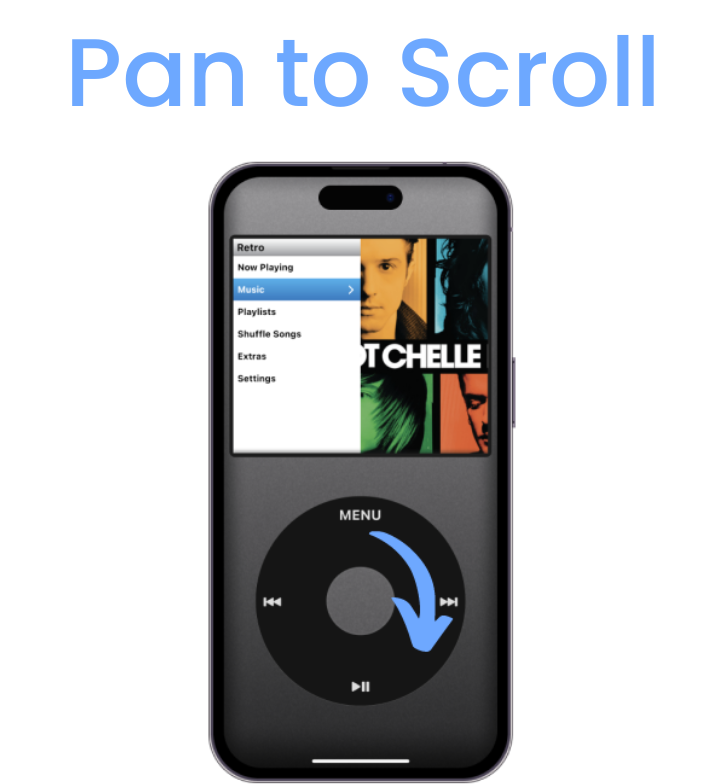 Pan to Scroll
Retro
Now Playing
Music
Playlists
Shuffle Songs
Extras
Settings
OT CHELLE
MENU